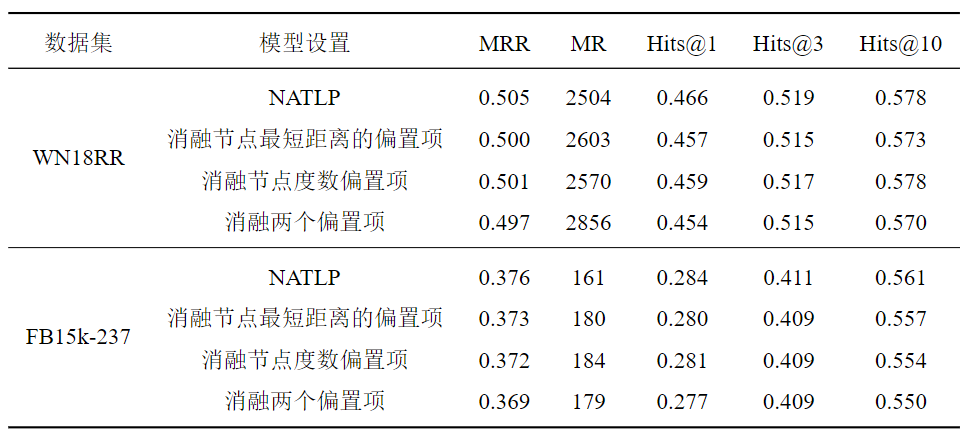 数据集 模型设置 MRR MR Hits@1 Hits@3 Hits@10
NATLP 0.505 2504 0.466 0.519 0.578
消融节点最短距离的偏置项 0.500 2603 0.457 0.515 0.573
WN18RR
消融节点度数偏置项 0.501 2570 0.459 0.517 0.578
消融两个偏置项 0.497 2856 0.454 0.515 0.570
NATLP 0.376 161 0.284 0.411 0.561
消融节点最短距离的偏置项 0.373 180 0.280 0.409 0.557
FB15k-237
消融节点度数偏置项 0.372 184 0.281 0.409 0.554
消融两个偏置项 0.369 179 0.277 0.409 0.550